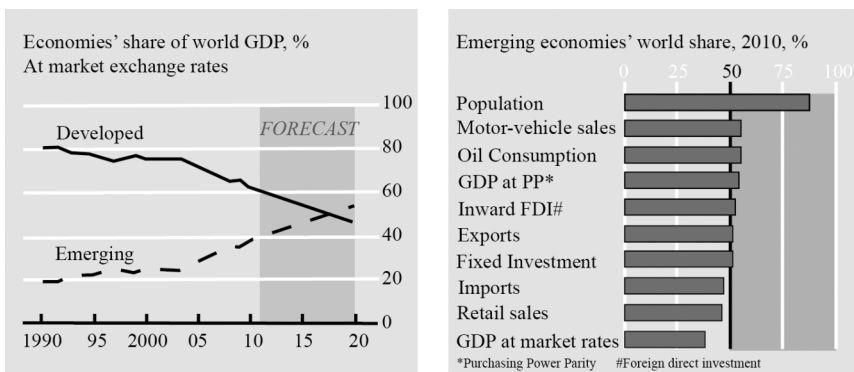 Economies' share of world GDP, %
At market exchange rates
100
Developed
FORECAST
80
60
Emerging
40
20
0
1990 95 2000 05 10 15 20
Emerging economies' world share, 2010, %
0 25 50 75 100
Population
Motor-vehicle sales
Oil Consumption
GDP at PP*
Inward FDI#
Exports
Fixed Investment
Imports
Retail sales
GDP at market rates
*Purchasing Power Parity #Foreign direct investment